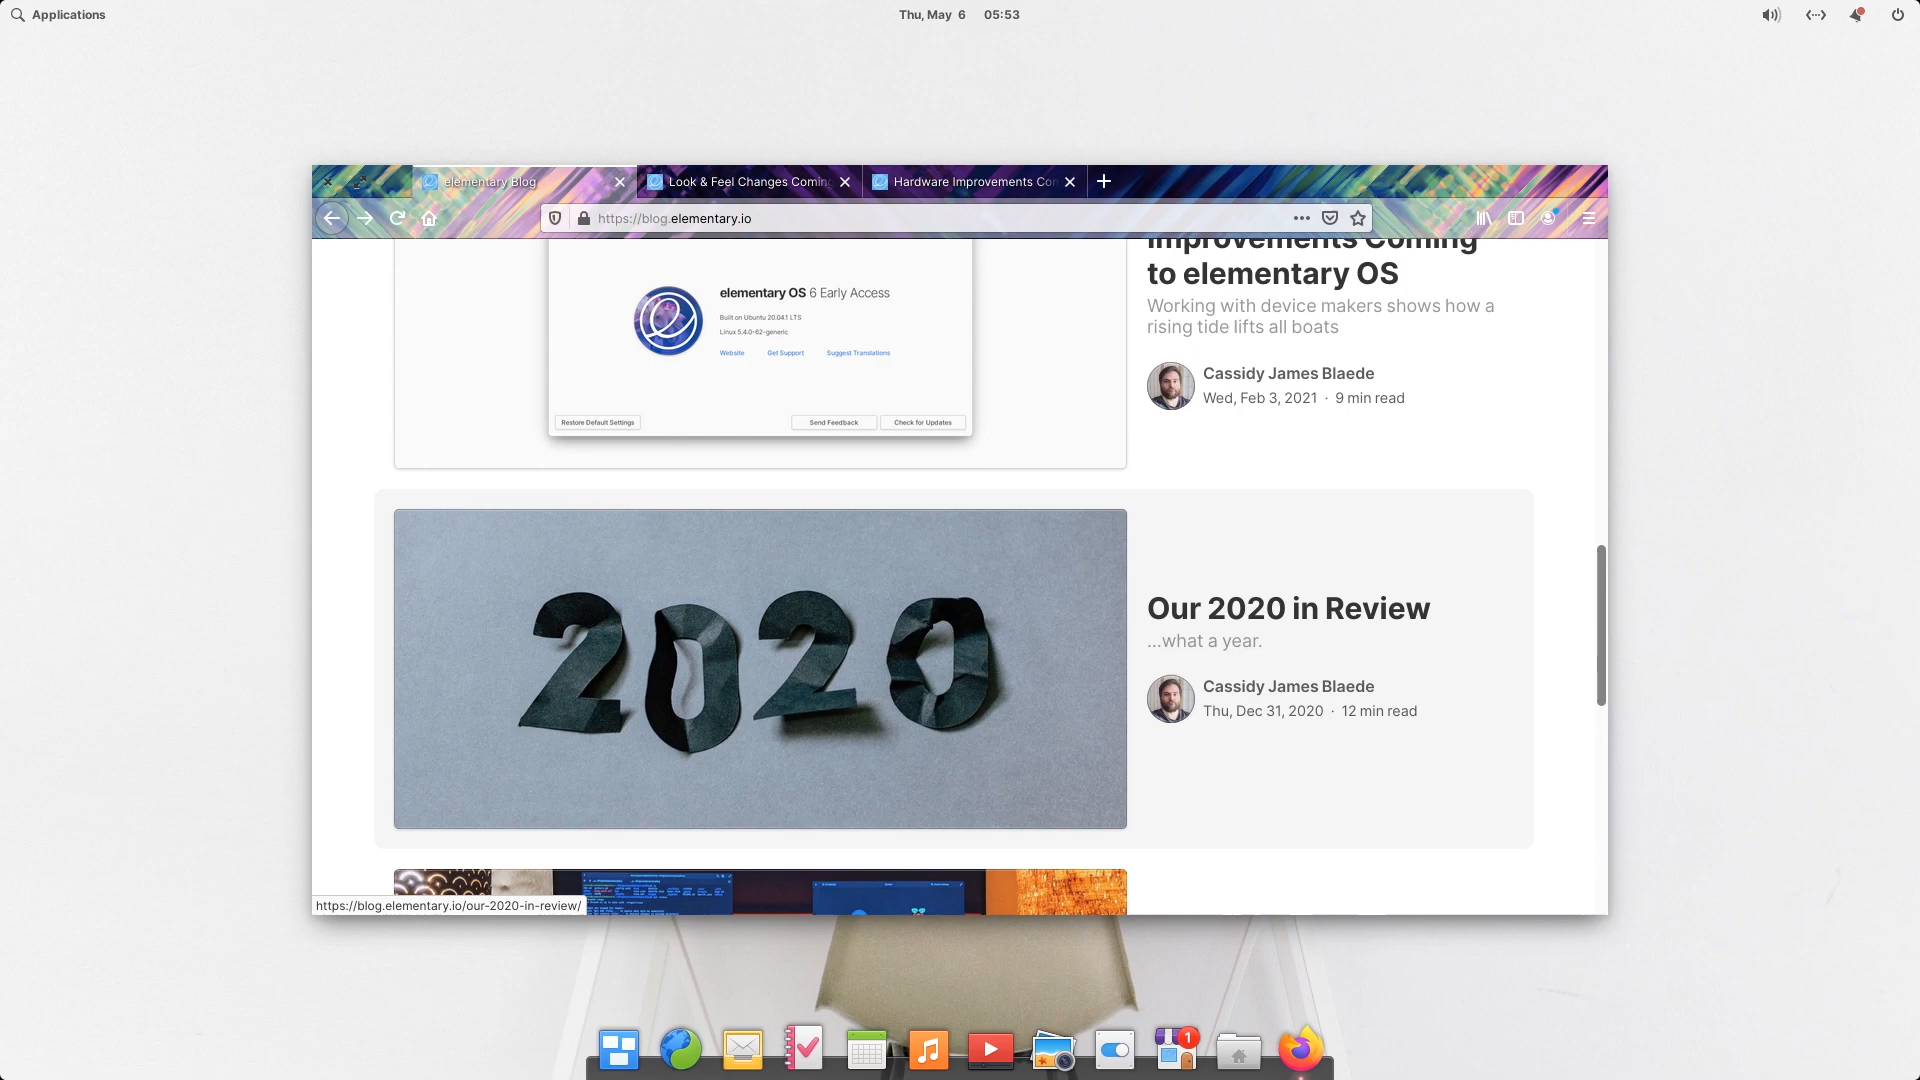 Applications
Thu, May 6 05:53
elementary Blog
Look & Feel Changes Coming
Hardware Improvements Con
https://blog.elementary.io
Improvements Coming
to elementary OS
Working with device makers shows how a
rising tide lifts all boats
Cassidy James Blaede
Wed, Feb 3, 2021 · 9 min read
elementary OS 6 Early Access
Built on Ubuntu 20.04.1 LTS
Linux 5.4.0-62-generic
Website Get Support Suggest Translations
Restore Default Settings Send Feedback Check for Updates
2020
Our 2020 in Review
...what a year.
Cassidy James Blaede
Thu, Dec 31, 2020 · 12 min read
https://blog.elementary.io/our-2020-in-review/
1